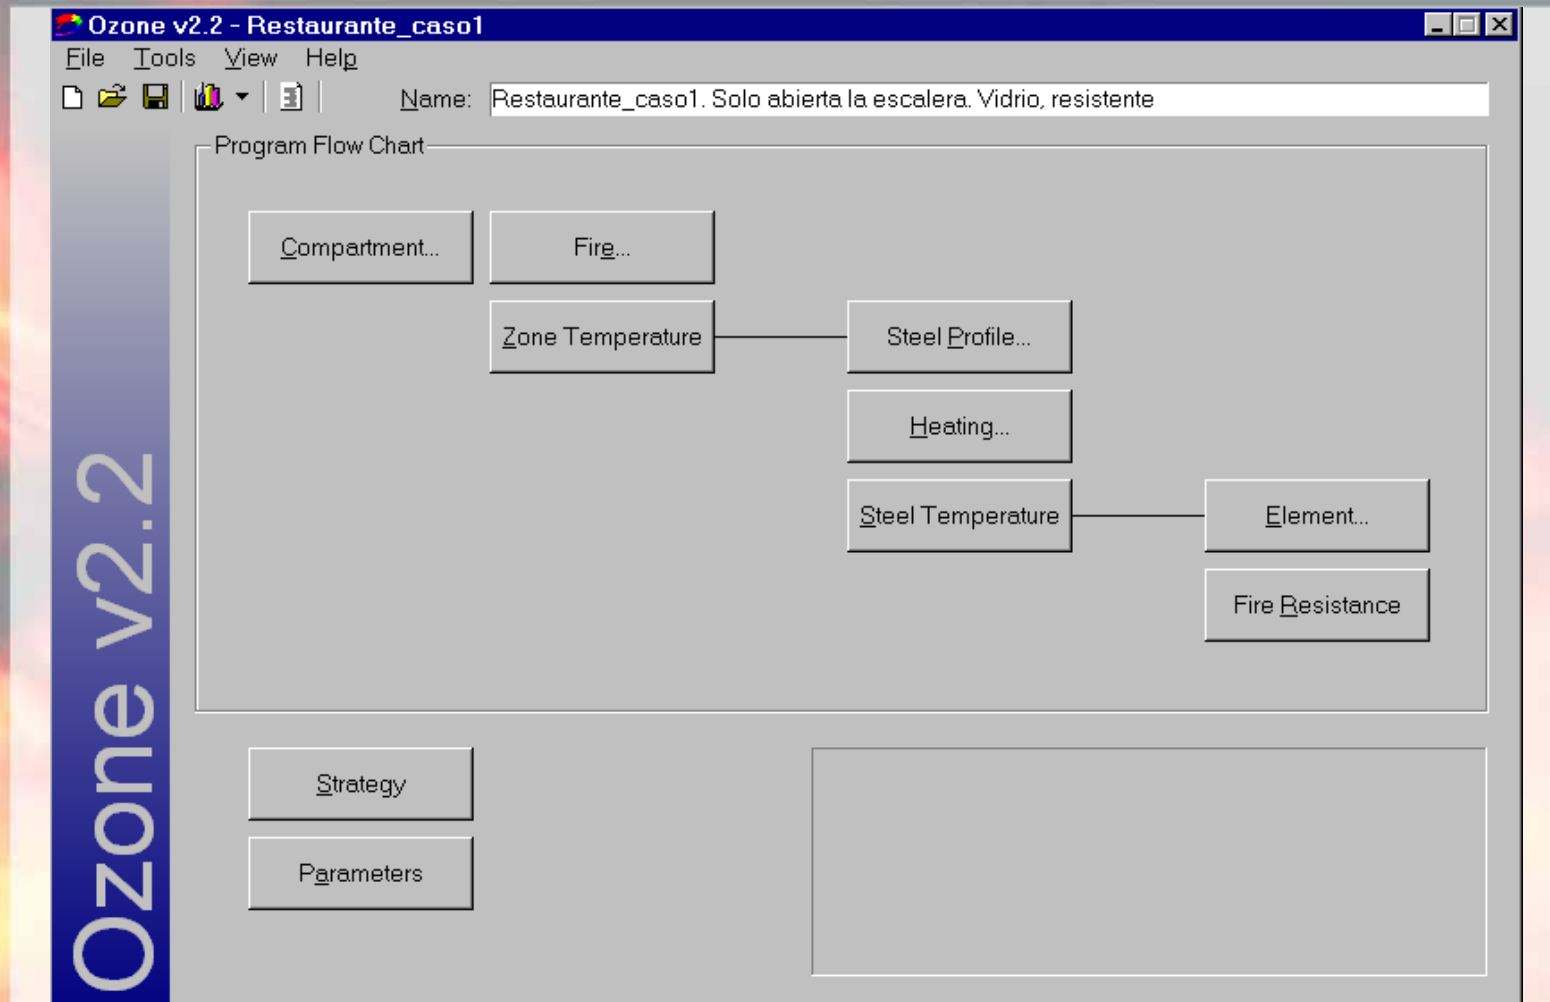 Ozone v2.2 - Restaurante_caso1
File Tools View Help
Name: Restaurante_caso1. Solo abierta la escalera. Vidrio, resistente
Program Flow Chart
Compartment... Fire...
Zone Temperature Steel Profile...
Heating...
Steel Temperature Element...
Fire Resistance
Strategy
Parameters
Ozone v2.2